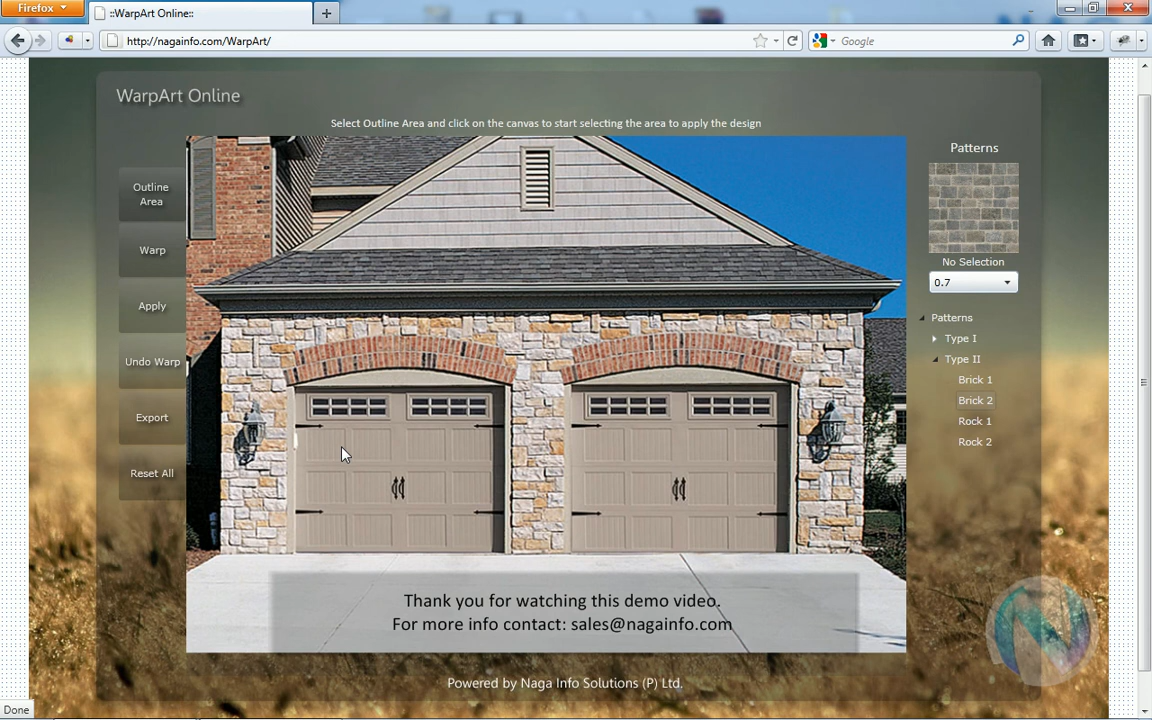 Firefox
::WarpArt Online::
http://nagainfo.com/WarpArt/
Google
WarpArt Online
Select Outline Area and click on the canvas to start selecting the area to apply the design
Outline
Area
Warp
Apply
Undo Warp
Export
Reset All
Patterns
No Selection
0.7
Patterns
Type I
Type II
Brick 1
Brick 2
Rock 1
Rock 2
Thank you for watching this demo video.
For more info contact: sales@nagainfo.com
Powered by Naga Info Solutions (P) Ltd.
Done